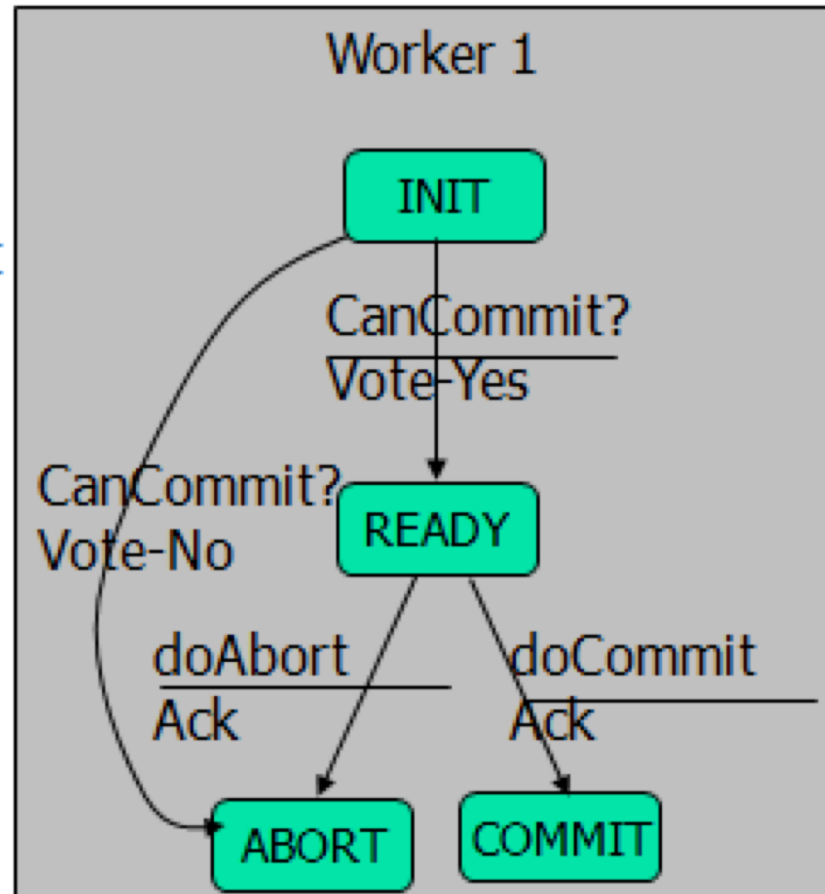 Worker 1
INIT
CanCommit?
Vote-Yes
CanCommit?
Vote-No
READY
doAbort
Ack
doCommit
Ack
ABORT
COMMIT